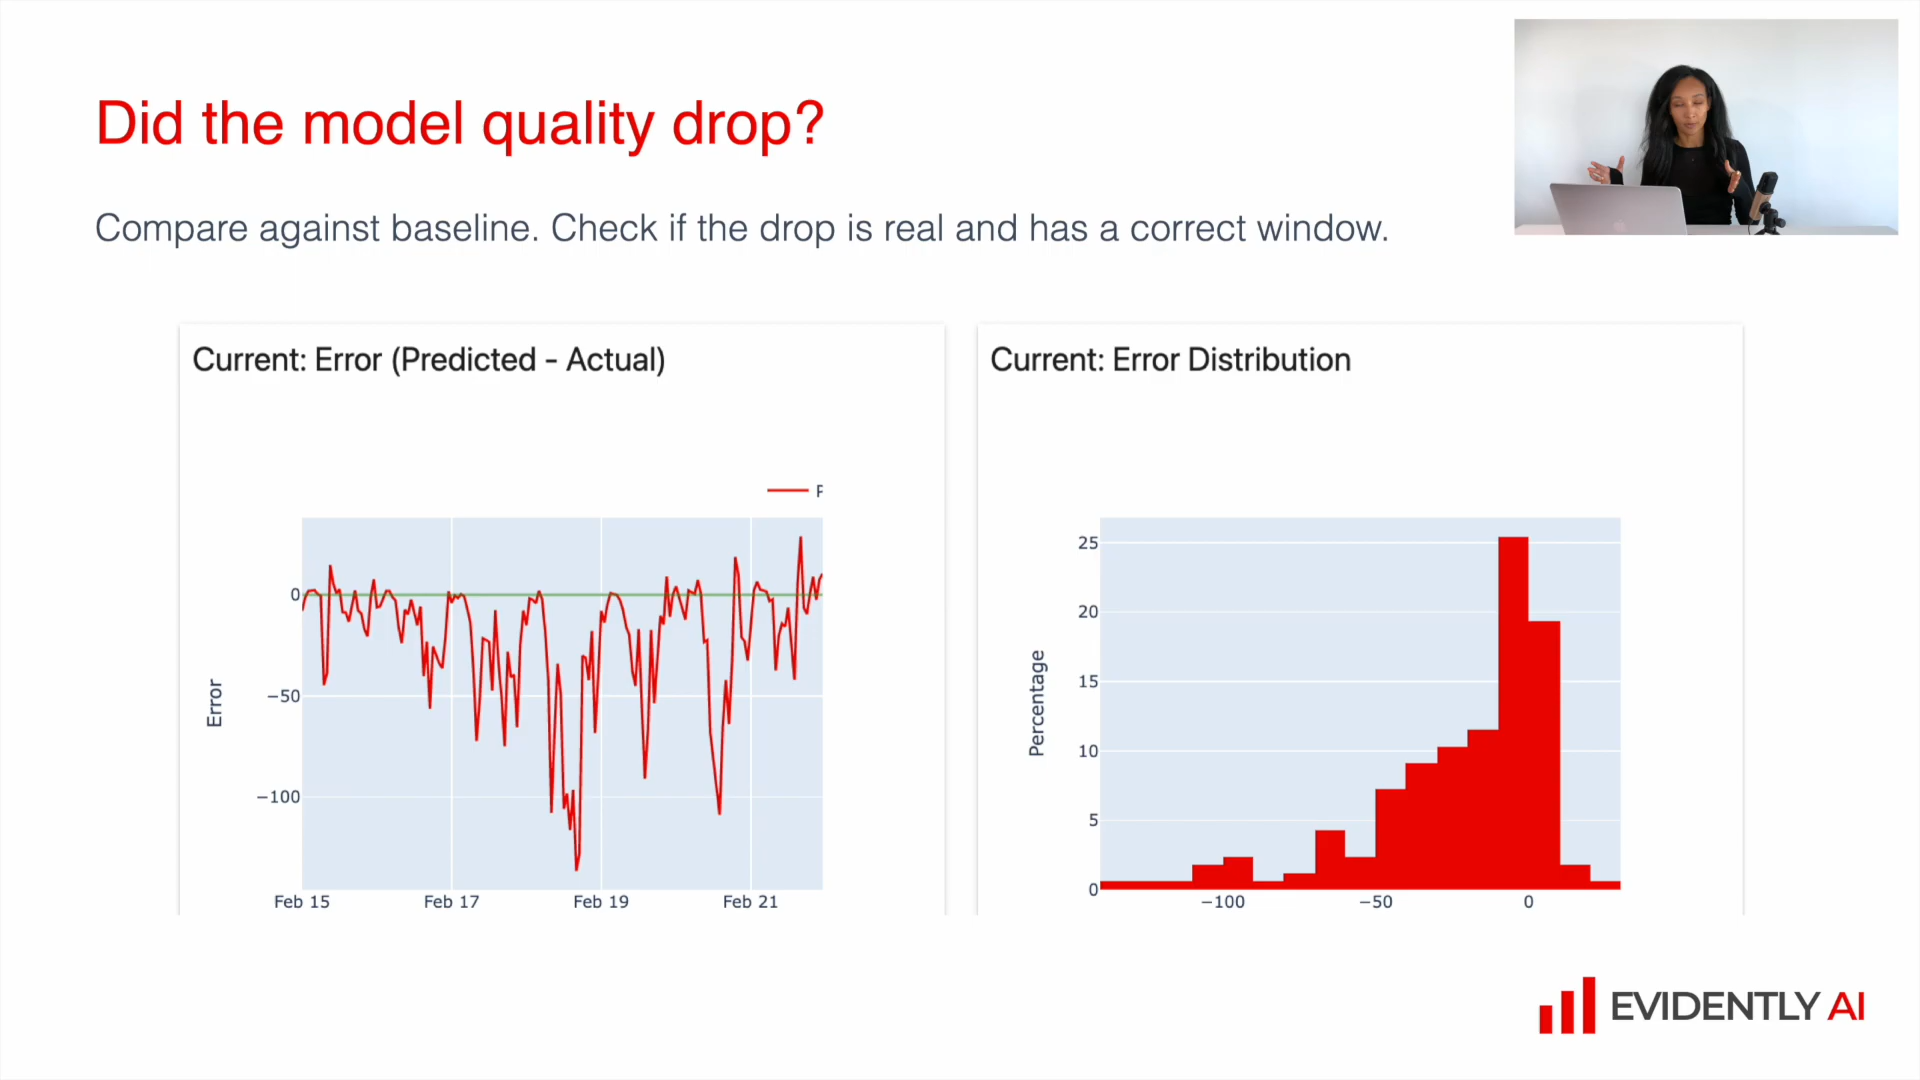 Did the model quality drop?
Compare against baseline. Check if the drop is real and has a correct window.
Current: Error (Predicted - Actual)
F
Error
0
−50
−100
Feb 15
Feb 17
Feb 19
Feb 21
Current: Error Distribution
Percentage
25
20
15
10
5
0
−100
−50
0
EVIDENTLY AI